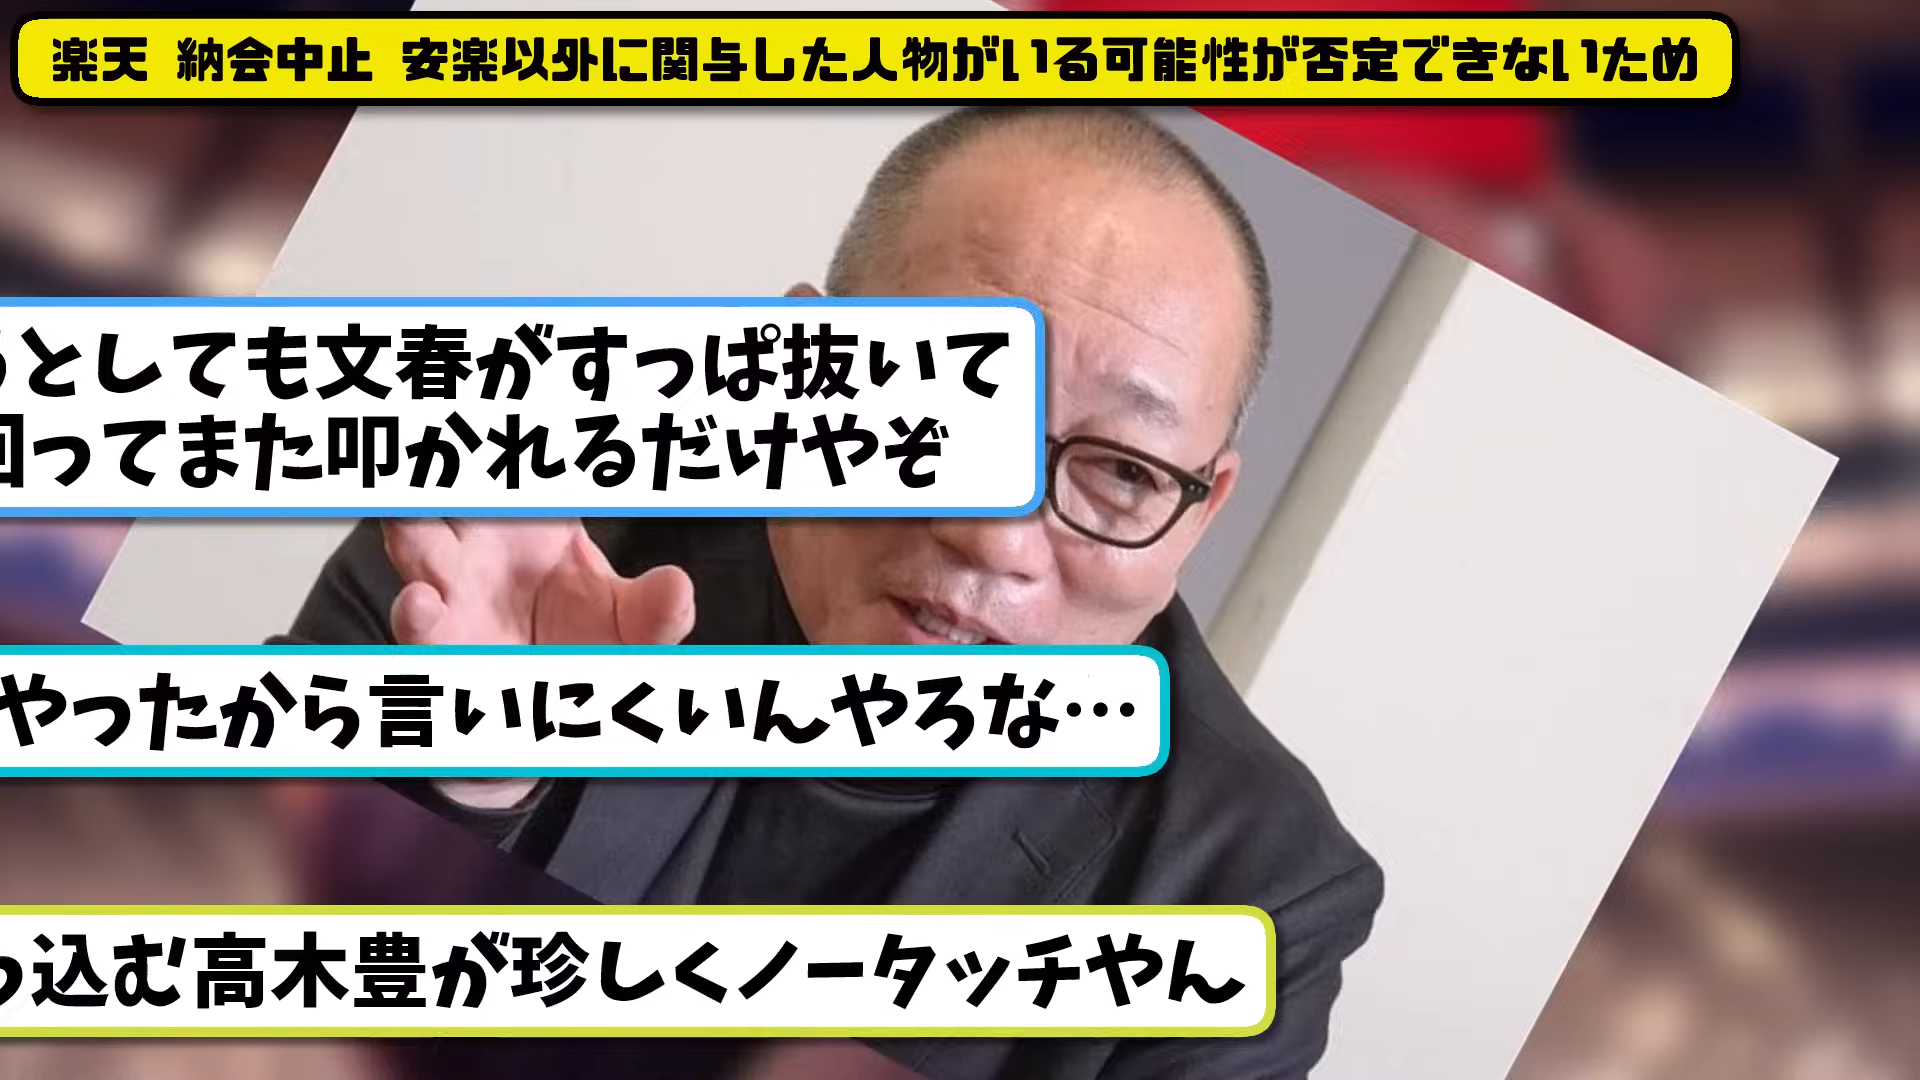 楽天 納会中止 安楽以外に関与した人物がいる可能性が否定できないため
うとしても文春がすっぱ抜いて
回ってまた叩かれるだけやぞ
やったから言いにくいんやろな…
っ込む高木豊が珍しくノータッチやん